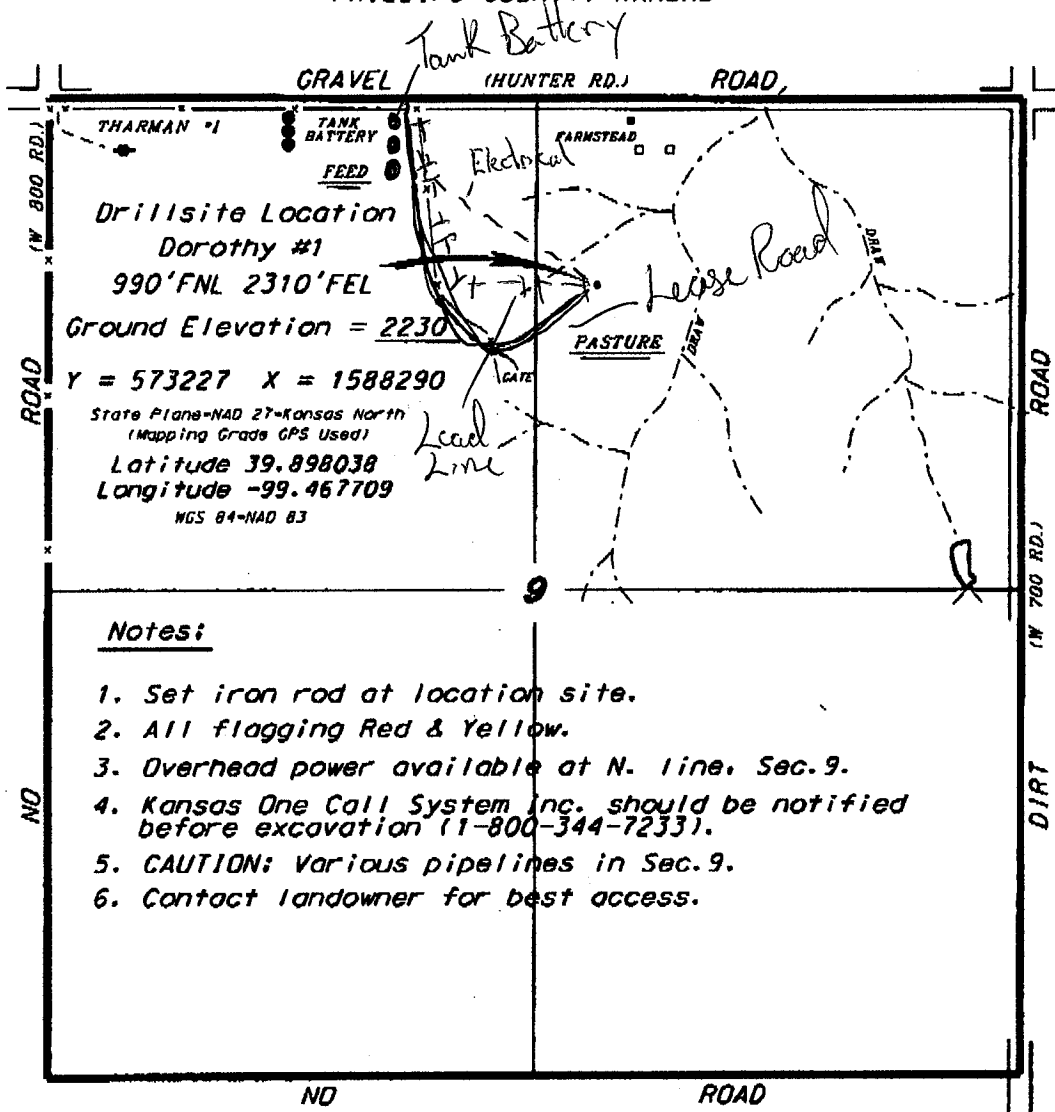 Tank Battery
GRAVEL (HUNTER RD.) ROAD
THARMAN #1
TANK BATTERY
FARMSTEAD
FEED
Electrical
(W 800 RD.)
Drillsite Location
Dorothy #1
990'FNL 2310'FEL
Ground Elevation = 2230
Y = 573227 X = 1588290
State Plane-NAD 27-Kansas North
(Mapping Grade GPS Used)
Latitude 39.898038
Longitude -99.467709
WGS 84-NAD 83
Lease Road
PASTURE
DRAW
DRAW
GATE
Lead
Line
ROAD
ROAD
9
(W 700 RD.)
Notes:
1. Set iron rod at location site.
2. All flagging Red & Yellow.
3. Overhead power available at N. line, Sec.9.
4. Kansas One Call System Inc. should be notified
before excavation (1-800-344-7233).
5. CAUTION: Various pipelines in Sec.9.
6. Contact landowner for best access.
NO
DIRT
NO ROAD